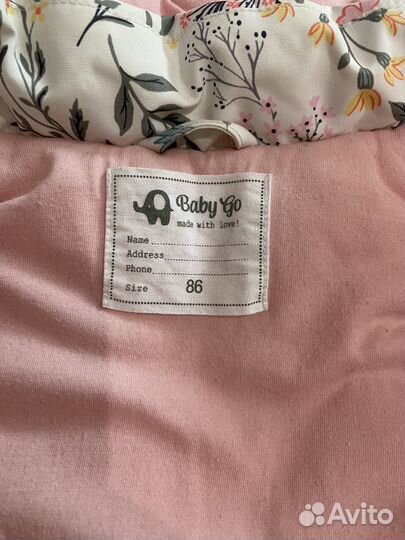 Baby Go
made with love!
Name
Address
Phone
Size 86
Avito